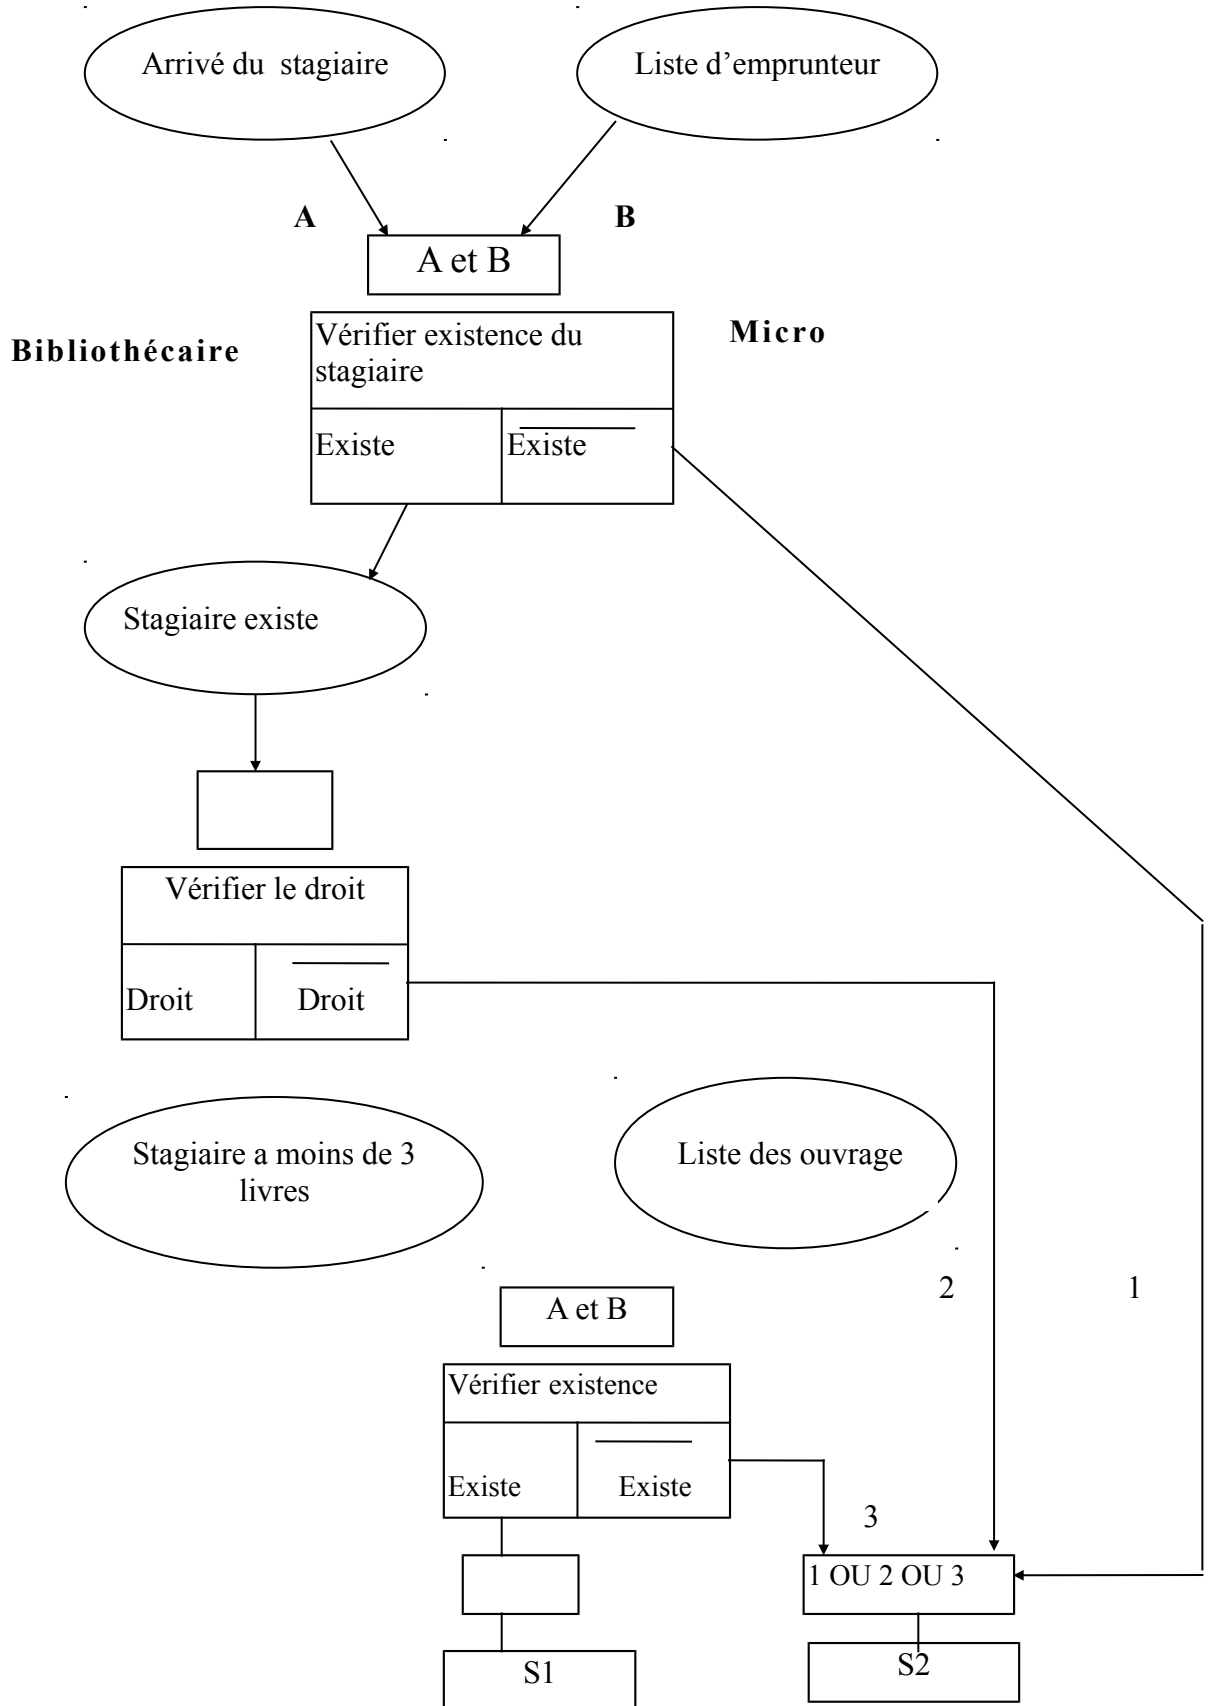 Arrivé du stagiaire
Liste d’emprunteur
A
B
A et B
Bibliothécaire
Vérifier existence du
stagiaire
Micro
Existe
Existe
Stagiaire existe
Vérifier le droit
Droit
Droit
Stagiaire a moins de 3
livres
Liste des ouvrage
2
1
A et B
Vérifier existence
Existe
Existe
3
1 OU 2 OU 3
S1
S2